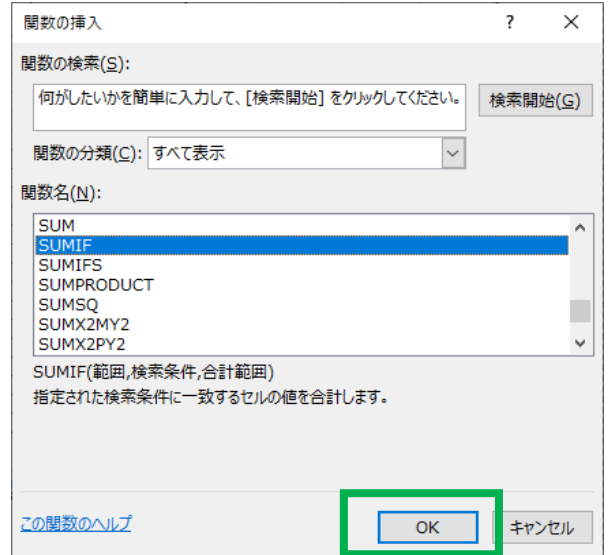 関数の挿入 ?
関数の検索(S):
何がしたいかを簡単に入力して、[検索開始] をクリックしてください。 検索開始(G)
関数の分類(C): すべて表示
関数名(N):
SUM
SUMIF
SUMIFS
SUMPRODUCT
SUMSQ
SUMX2MY2
SUMX2PY2
SUMIF(範囲,検索条件,合計範囲)
指定された検索条件に一致するセルの値を合計します。
この関数のヘルプ OK キャンセル